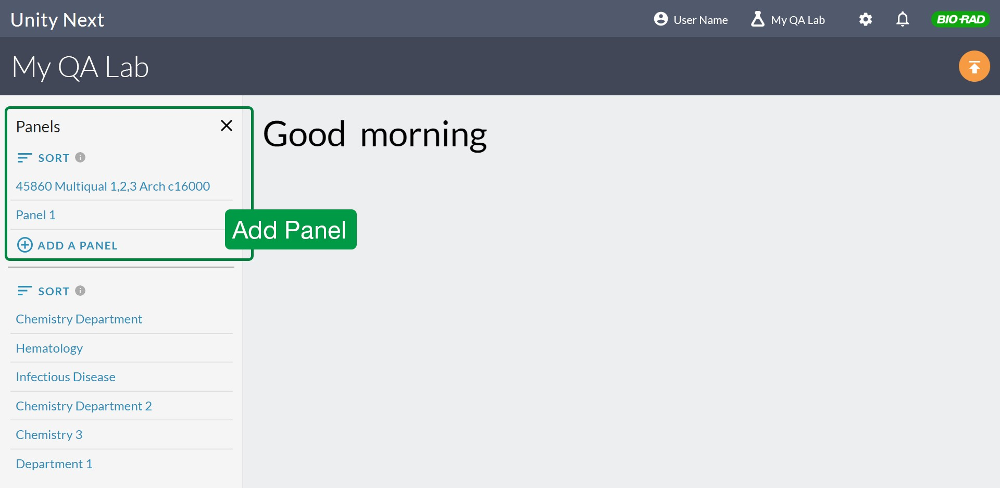 Unity Next
User Name
My QA Lab
BIO-RAD
My QA Lab
Panels
SORT
45860 Multiqual 1,2,3 Arch c16000
Panel 1
ADD A PANEL
SORT
Chemistry Department
Hematology
Infectious Disease
Chemistry Department 2
Chemistry 3
Department 1
Good morning
Add Panel